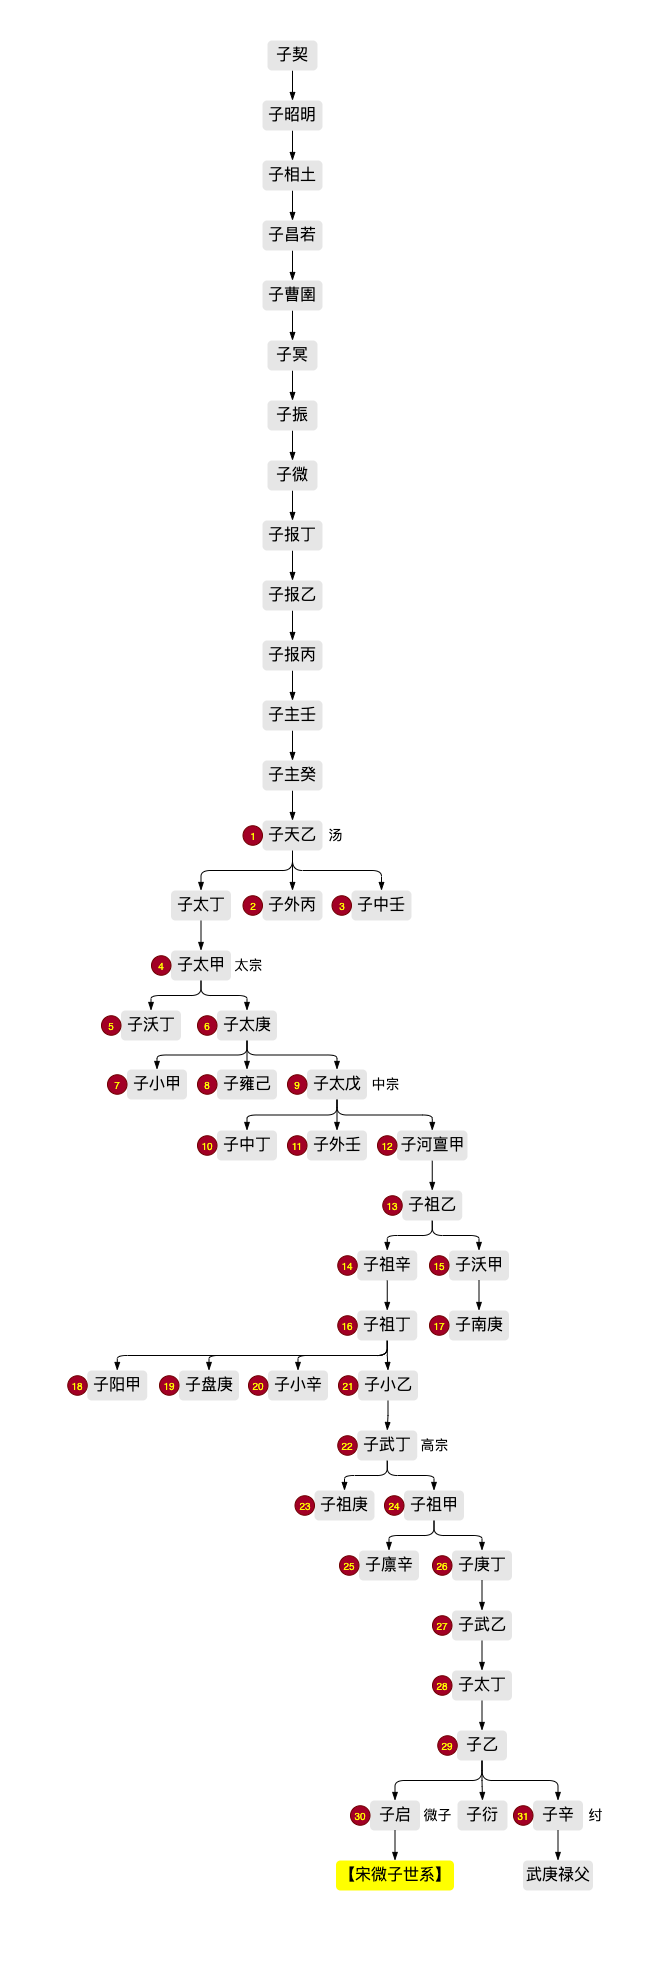 子契
子昭明
子相土
子昌若
子曹圉
子冥
子振
子微
子报丁
子报乙
子报丙
子主壬
子主癸
1 子天乙 汤
子太丁 2 子外丙 3 子中壬
4 子太甲 太宗
5 子沃丁 6 子太庚
7 子小甲 8 子雍己 9 子太戊 中宗
10 子中丁 11 子外壬 12 子河亶甲
13 子祖乙
14 子祖辛 15 子沃甲
16 子祖丁 17 子南庚
18 子阳甲 19 子盘庚 20 子小辛 21 子小乙
22 子武丁 高宗
23 子祖庚 24 子祖甲
25 子廪辛 26 子庚丁
27 子武乙
28 子太丁
29 子乙
30 子启 微子 子衍 31 子辛 纣
【宋微子世系】 武庚禄父